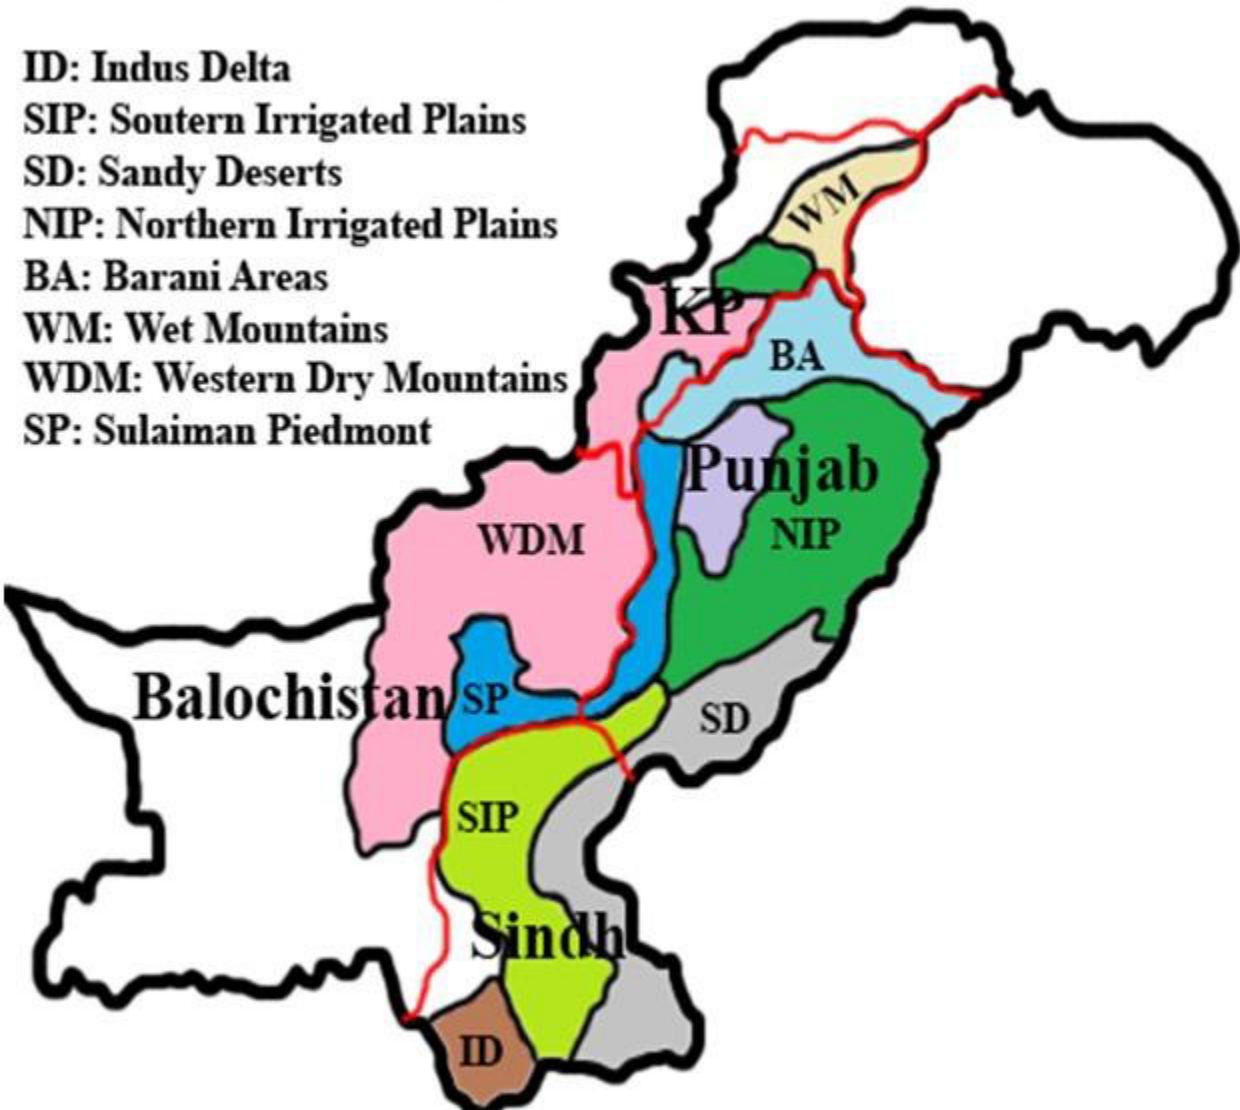 ID: Indus Delta
SIP: Soutern Irrigated Plains
SD: Sandy Deserts
NIP: Northern Irrigated Plains
BA: Barani Areas
WM: Wet Mountains
WDM: Western Dry Mountains
SP: Sulaiman Piedmont
WM
KP
BA
Punjab
NIP
WDM
Balochistan
SP
SD
SIP
Sindh
ID